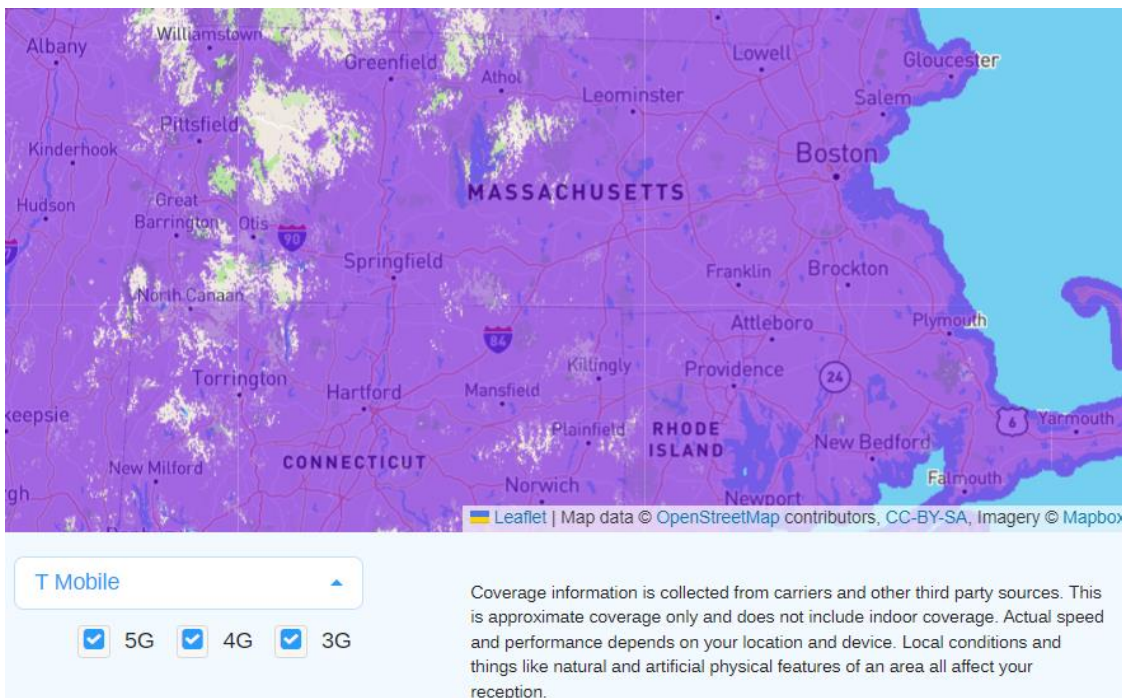 Albany
Williamstown
Greenfield
Athol
Lowell
Gloucester
Leominster
Salem
Pittsfield
Kinderhook
Boston
MASSACHUSETTS
Hudson
Great
Barrington
Otis
90
Springfield
Franklin
Brockton
North Canaan
Attleboro
Plymouth
84
Killingly
Providence
24
Torrington
Hartford
Mansfield
keepsie
Plainfield
RHODE
ISLAND
6
Yarmouth
New Bedford
New Milford
CONNECTICUT
Falmouth
gh
Norwich
Newport
Leaflet | Map data © OpenStreetMap contributors, CC-BY-SA, Imagery © Mapbox
T Mobile
5G 4G 3G
Coverage information is collected from carriers and other third party sources. This
is approximate coverage only and does not include indoor coverage. Actual speed
and performance depends on your location and device. Local conditions and
things like natural and artificial physical features of an area all affect your
reception.